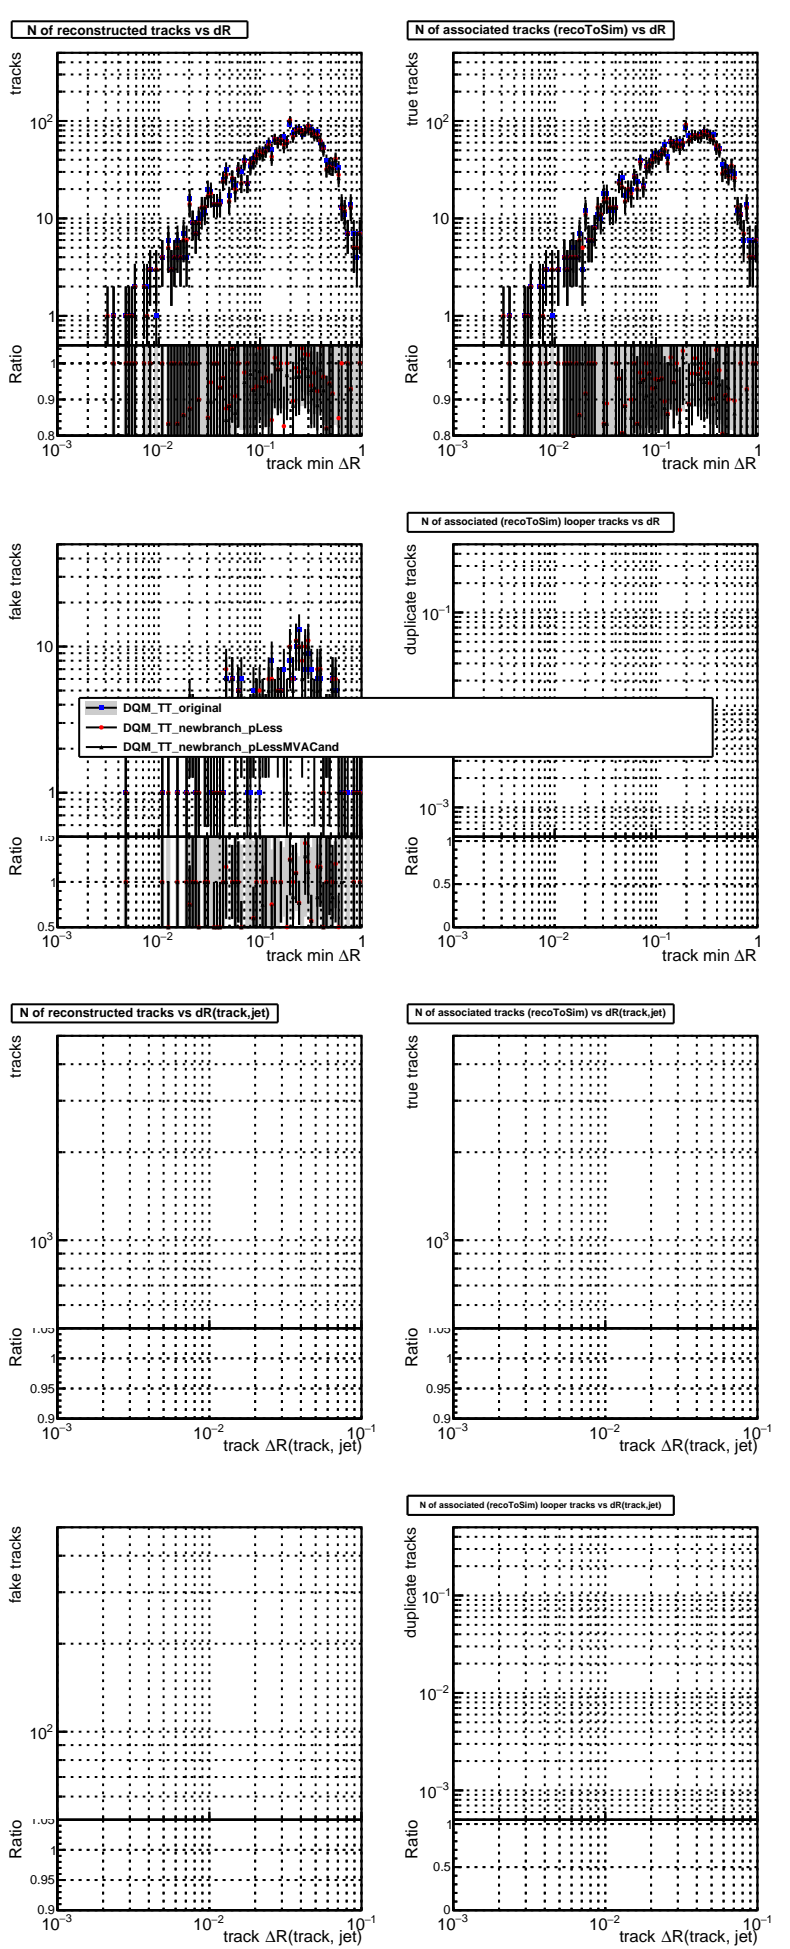 N of reconstructed tracks vs dR
N of associated tracks (recoToSim) vs dR
tracks
10²
10
1
Ratio
1
0.9
0.8
10⁻³ 10⁻² 10⁻¹ 1
track min ΔR
true tracks
10²
10
1
Ratio
1
0.9
0.8
10⁻³ 10⁻² 10⁻¹ 1
track min ΔR
N of associated (recoToSim) looper tracks vs dR
fake tracks
10
1
Ratio
1.5
1
0.5
10⁻³ 10⁻² 10⁻¹ 1
track min ΔR
duplicate tracks
10⁻¹
10⁻³
Ratio
1
0.5
0
10⁻³ 10⁻² 10⁻¹ 1
track min ΔR
DQM_TT_original
DQM_TT_newbranch_pLess
DQM_TT_newbranch_pLessMVACand
N of reconstructed tracks vs dR(track,jet)
N of associated tracks (recoToSim) vs dR(track,jet)
tracks
10³
Ratio
1.05
1
0.95
0.9
10⁻³ 10⁻² 10⁻¹
track ΔR(track, jet)
true tracks
10³
Ratio
1.05
1
0.95
0.9
10⁻³ 10⁻² 10⁻¹
track ΔR(track, jet)
N of associated (recoToSim) looper tracks vs dR(track,jet)
fake tracks
10²
Ratio
1.05
1
0.95
0.9
10⁻³ 10⁻² 10⁻¹
track ΔR(track, jet)
duplicate tracks
10⁻¹
10⁻²
10⁻³
Ratio
1
0.5
0
10⁻³ 10⁻² 10⁻¹
track ΔR(track, jet)